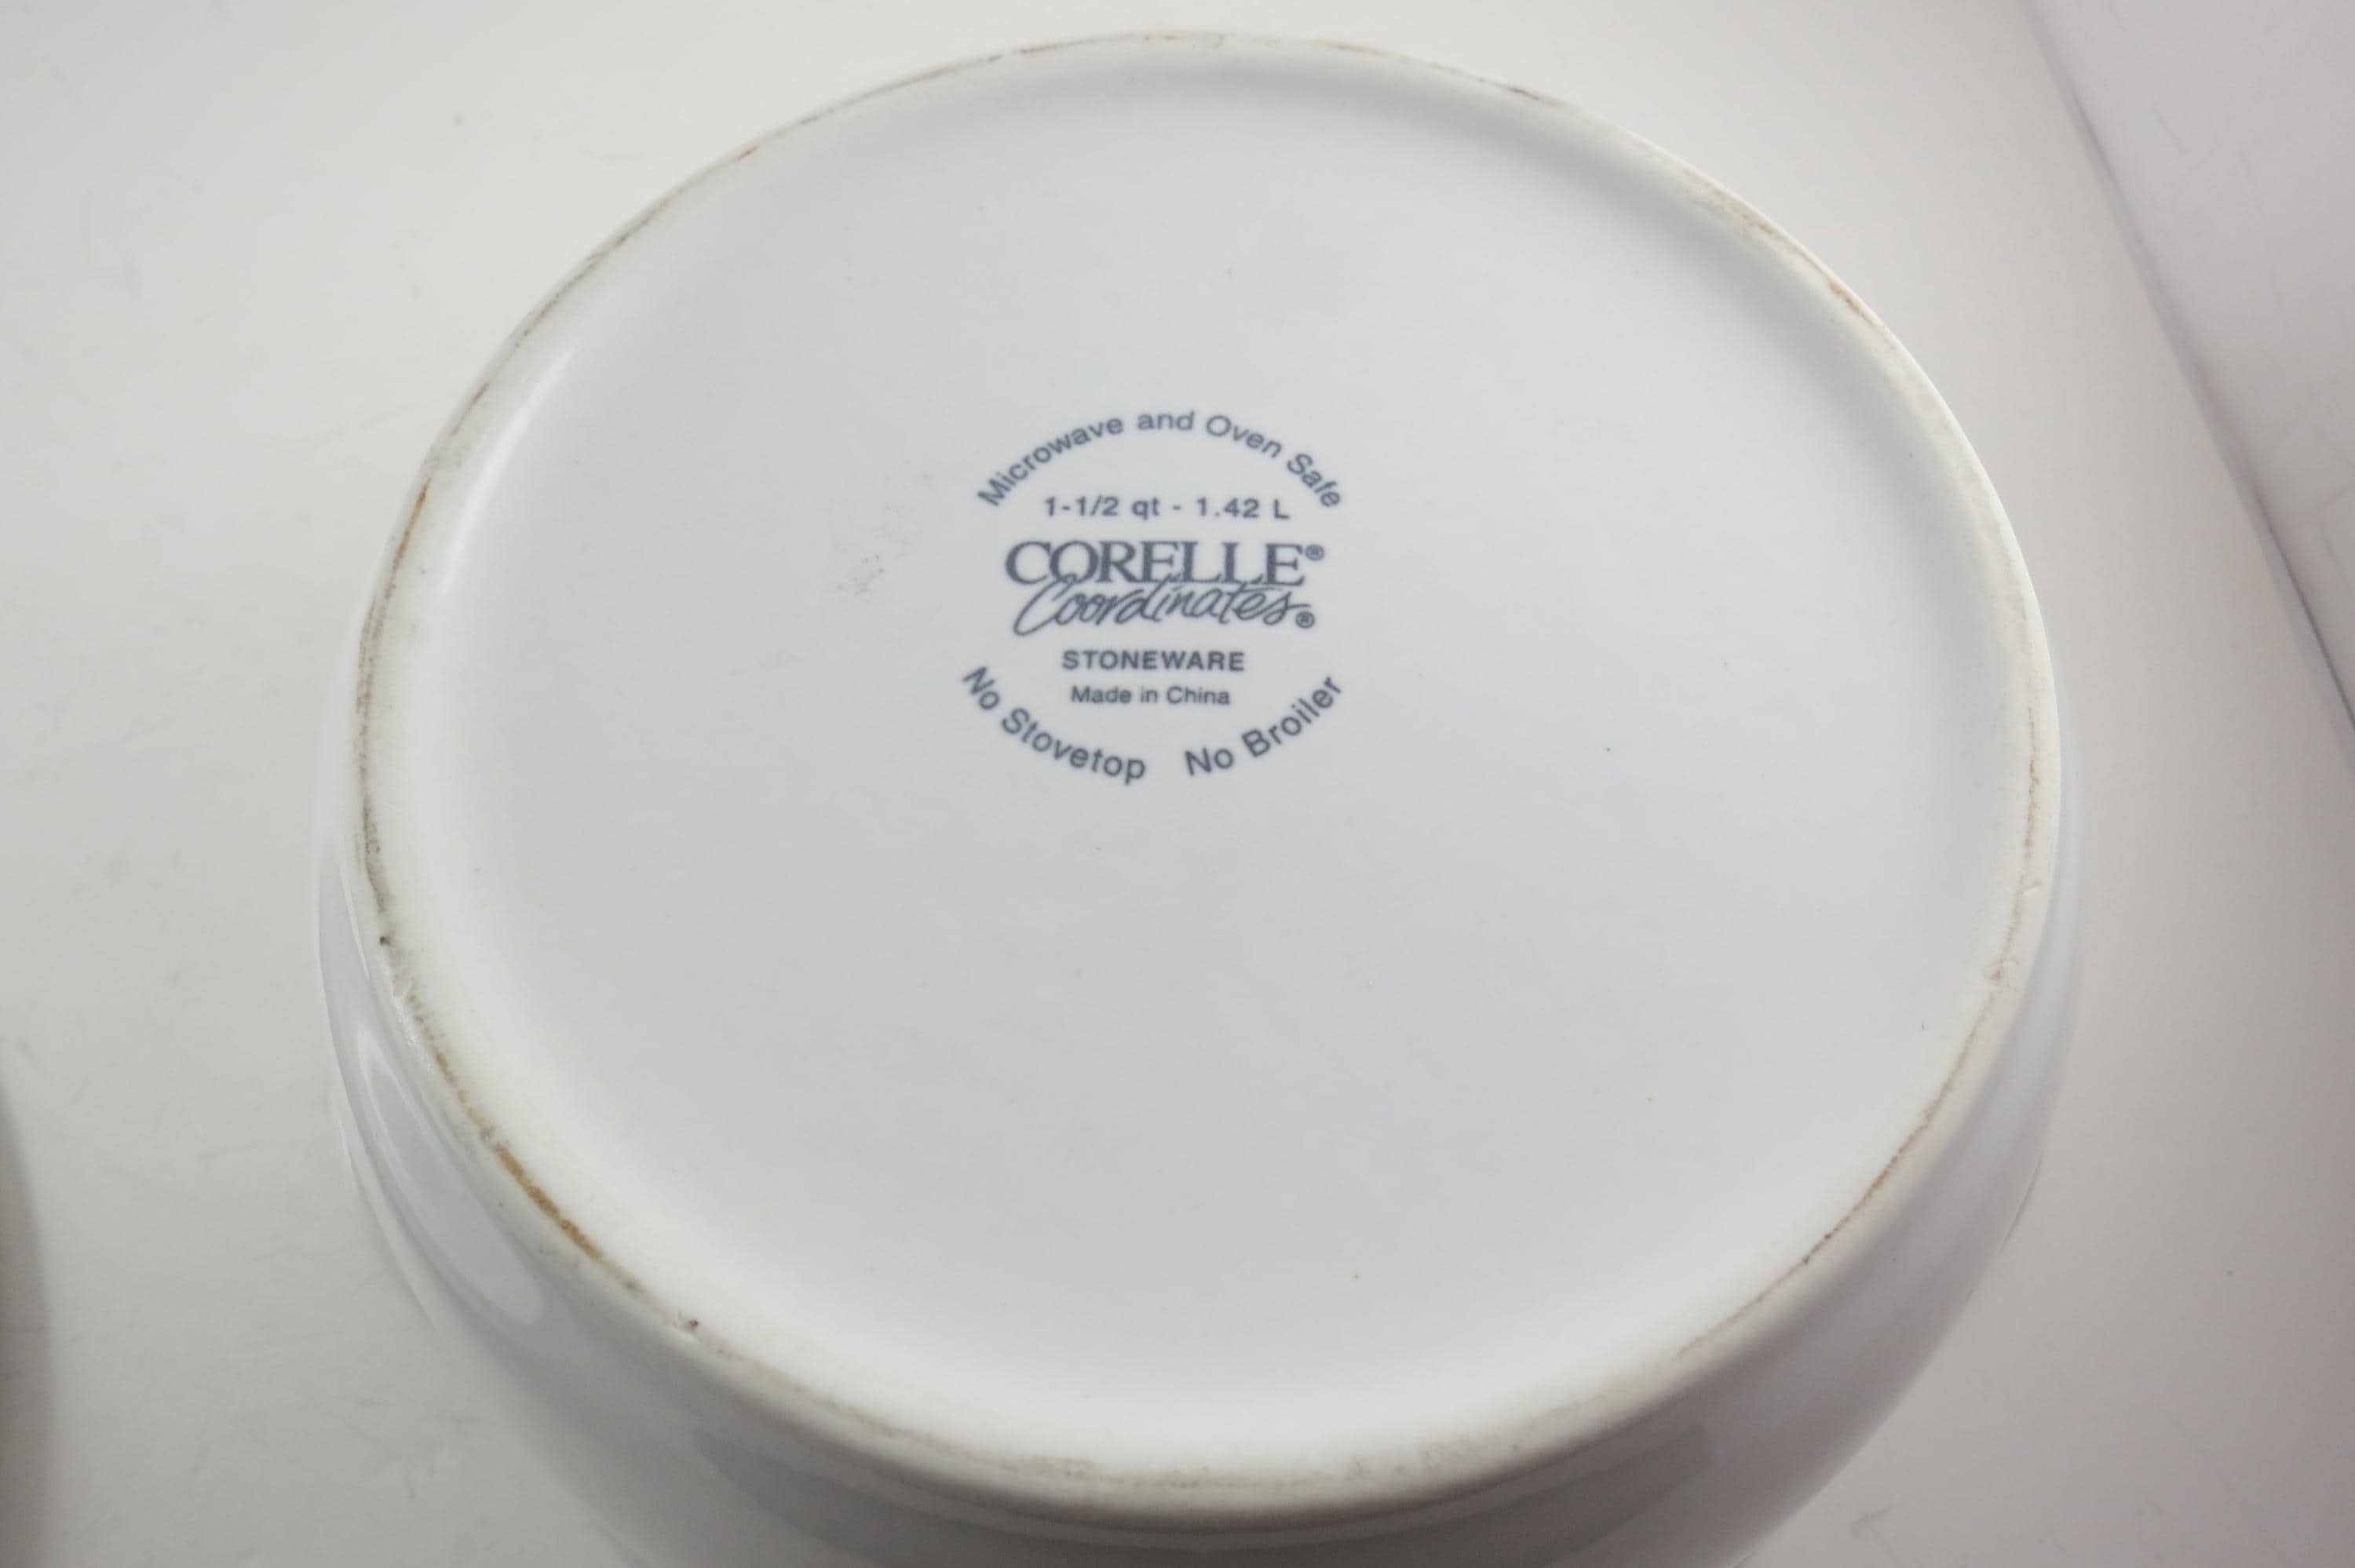 Microwave and Oven Safe
1-1/2 qt - 1.42 L
CORELLE®
Coordinates®
STONEWARE
Made in China
No Stovetop No Broiler